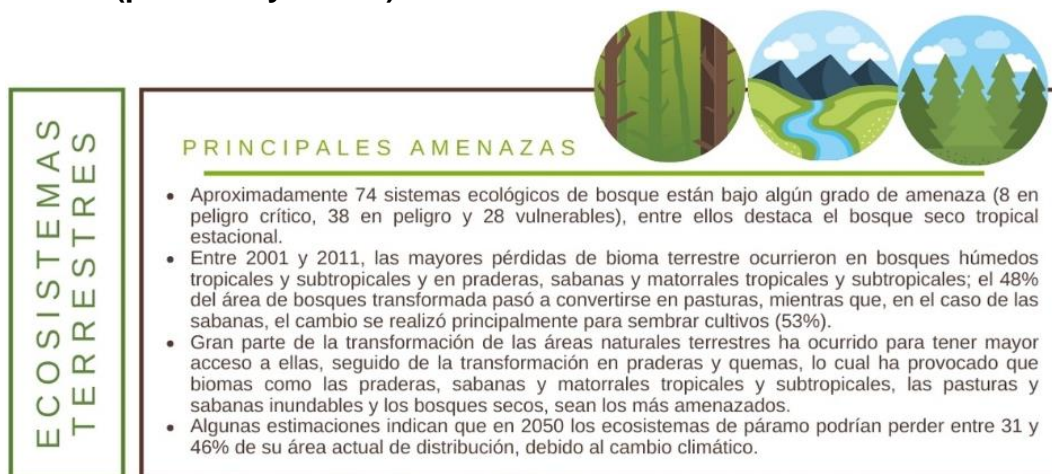 ECOSISTEMAS
TERRESTRES
PRINCIPALES AMENAZAS
• Aproximadamente 74 sistemas ecológicos de bosque están bajo algún grado de amenaza (8 en
peligro crítico, 38 en peligro y 28 vulnerables), entre ellos destaca el bosque seco tropical
estacional.
• Entre 2001 y 2011, las mayores pérdidas de bioma terrestre ocurrieron en bosques húmedos
tropicales y subtropicales y en praderas, sabanas y matorrales tropicales y subtropicales; el 48%
del área de bosques transformada pasó a convertirse en pasturas, mientras que, en el caso de las
sabanas, el cambio se realizó principalmente para sembrar cultivos (53%).
• Gran parte de la transformación de las áreas naturales terrestres ha ocurrido para tener mayor
acceso a ellas, seguido de la transformación en praderas y quemas, lo cual ha provocado que
biomas como las praderas, sabanas y matorrales tropicales y subtropicales, las pasturas y
sabanas inundables y los bosques secos, sean los más amenazados.
• Algunas estimaciones indican que en 2050 los ecosistemas de páramo podrían perder entre 31 y
46% de su área actual de distribución, debido al cambio climático.